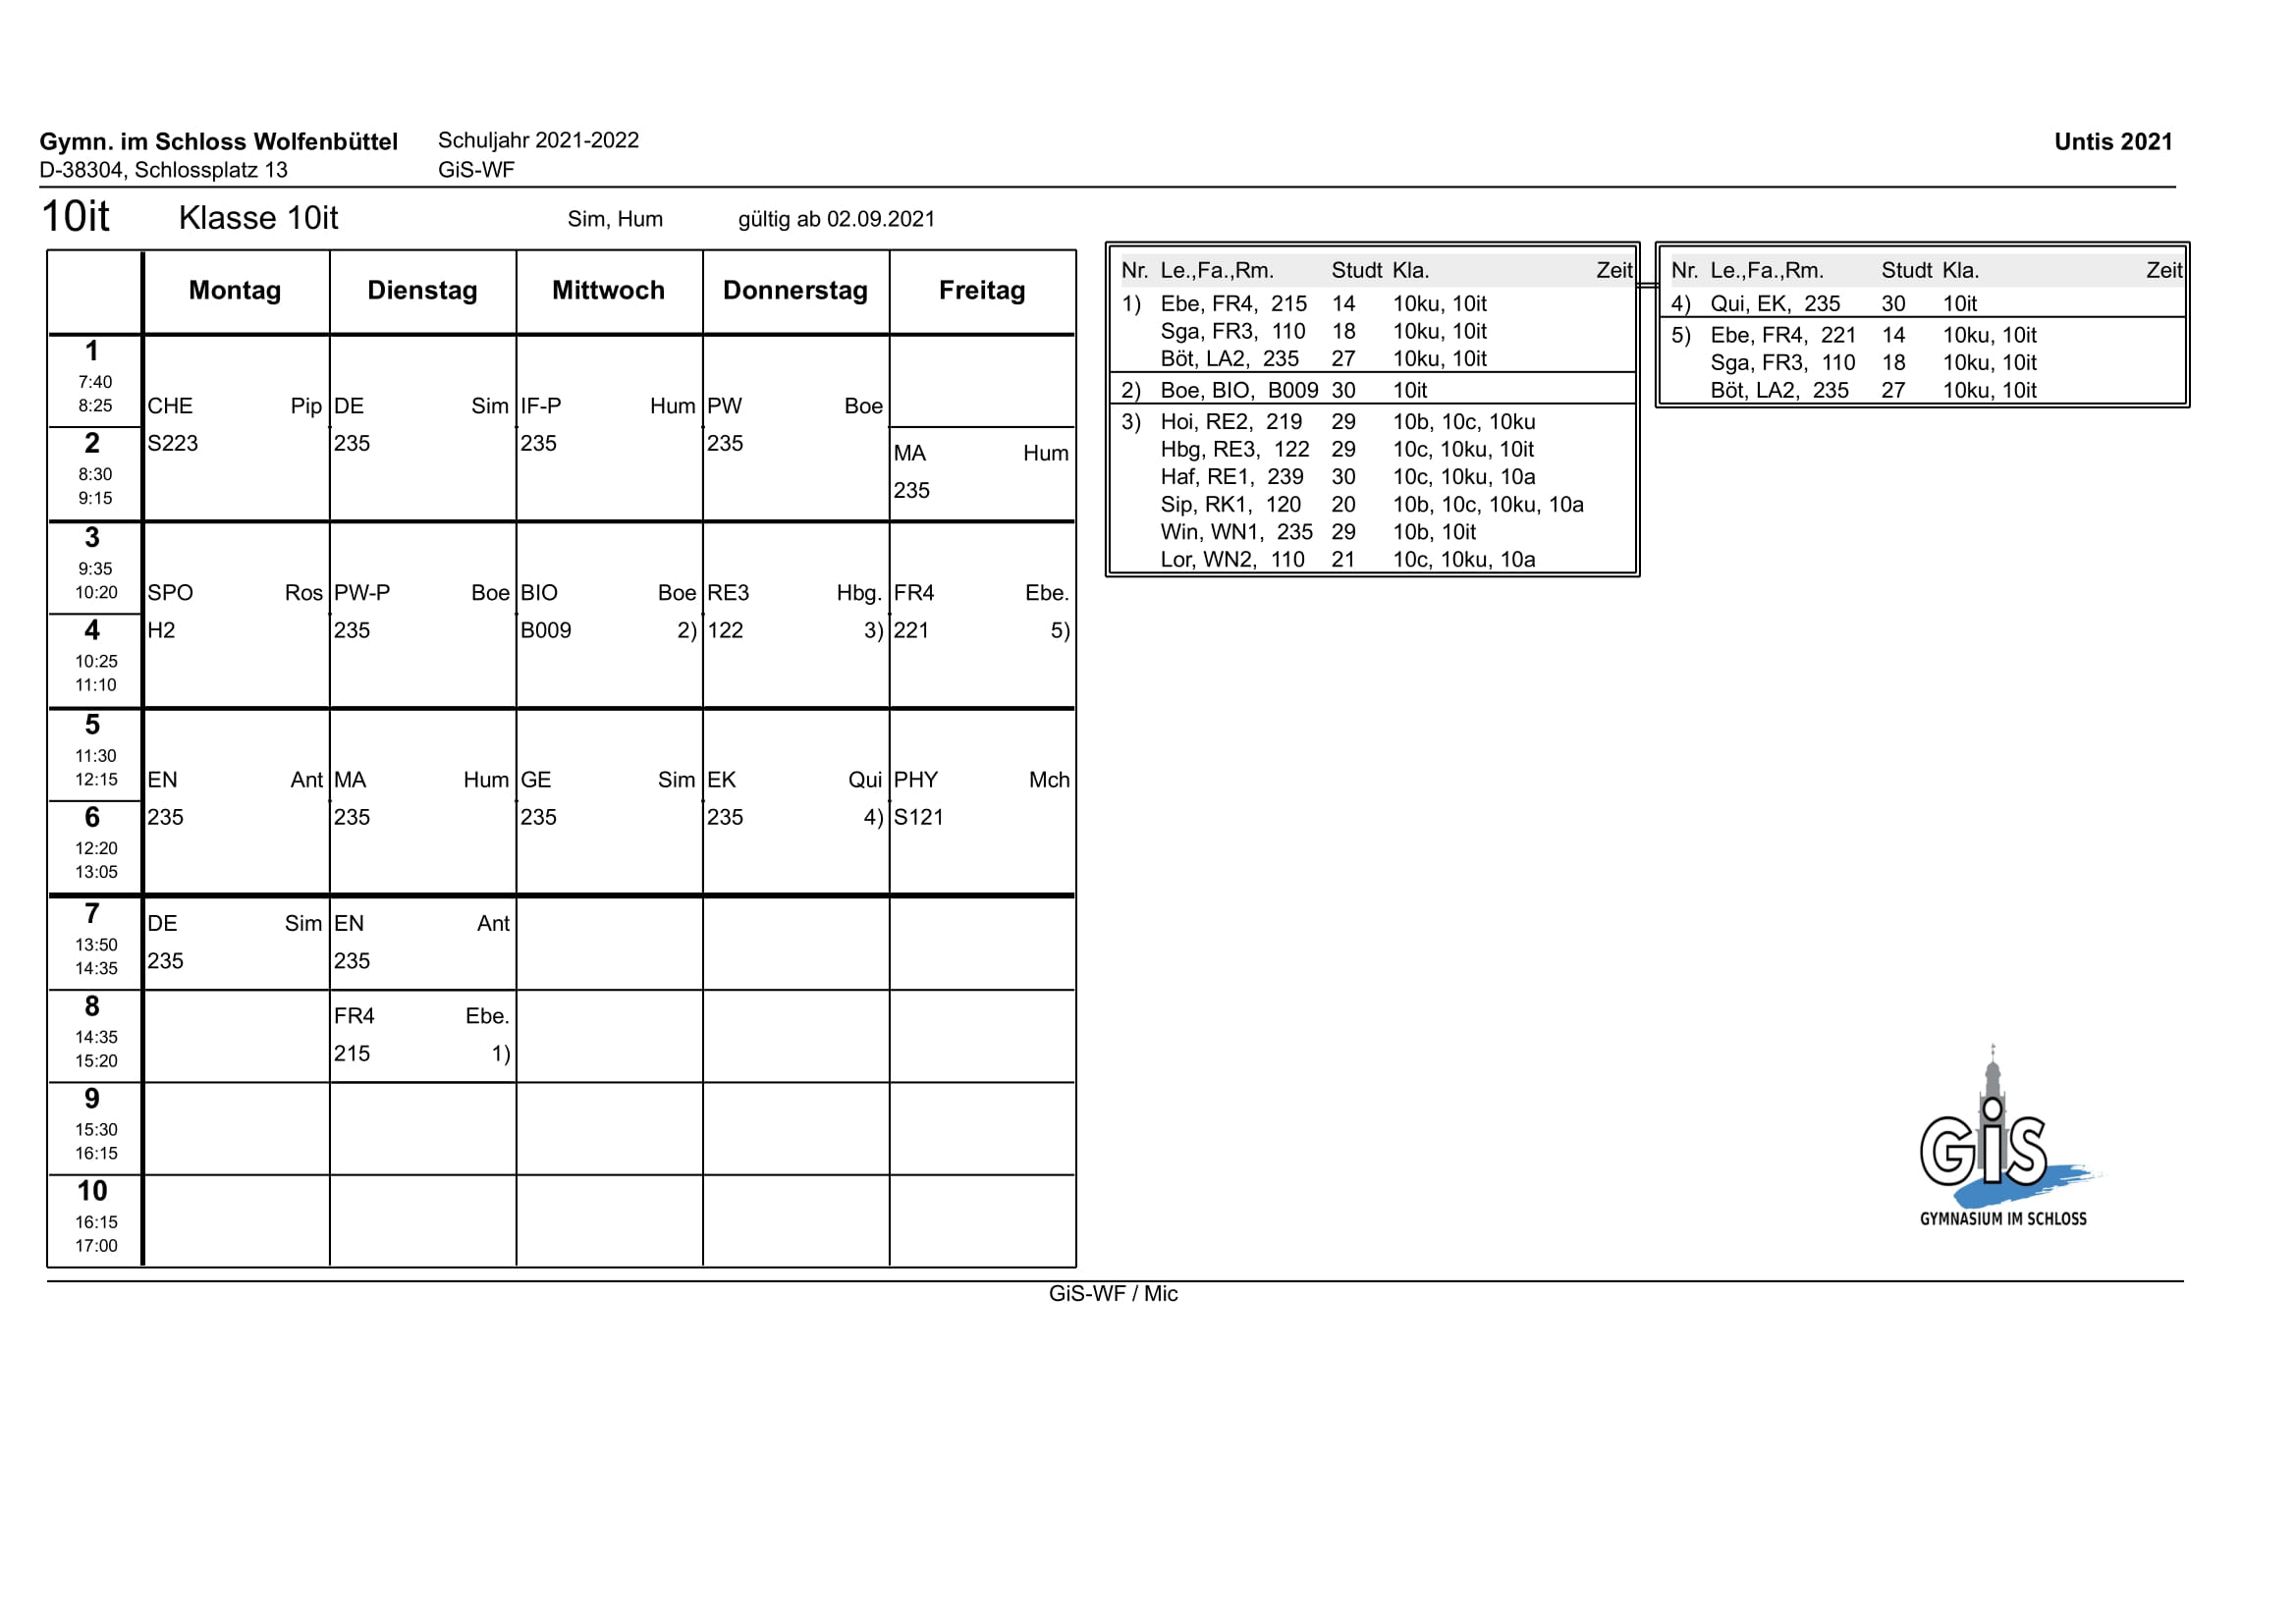 Gymn. im Schloss Wolfenbüttel Schuljahr 2021-2022 Untis 2021
D-38304, Schlossplatz 13 GiS-WF
10it Klasse 10it Sim, Hum gültig ab 02.09.2021
Montag Dienstag Mittwoch Donnerstag Freitag
1
7:40
8:25 CHE Pip DE Sim IF-P Hum PW Boe
2 S223 235 235 235
8:30 MA Hum
9:15 235
3
9:35
10:20 SPO Ros PW-P Boe BIO Boe RE3 Hbg. FR4 Ebe.
4 H2 235 B009 2) 122 3) 221 5)
10:25
11:10
5
11:30
12:15 EN Ant MA Hum GE Sim EK Qui PHY Mch
6 235 235 235 235 4) S121
12:20
13:05
7 DE Sim EN Ant
13:50
14:35 235 235
8 FR4 Ebe.
14:35
15:20 215 1)
9
15:30
16:15
10
16:15
17:00
Nr. Le.,Fa.,Rm. Studt Kla. Zeit
1) Ebe, FR4, 215 14 10ku, 10it
Sga, FR3, 110 18 10ku, 10it
Böt, LA2, 235 27 10ku, 10it
2) Boe, BIO, B009 30 10it
3) Hoi, RE2, 219 29 10b, 10c, 10ku
Hbg, RE3, 122 29 10c, 10ku, 10it
Haf, RE1, 239 30 10c, 10ku, 10a
Sip, RK1, 120 20 10b, 10c, 10ku, 10a
Win, WN1, 235 29 10b, 10it
Lor, WN2, 110 21 10c, 10ku, 10a
Nr. Le.,Fa.,Rm. Studt Kla. Zeit
4) Qui, EK, 235 30 10it
5) Ebe, FR4, 221 14 10ku, 10it
Sga, FR3, 110 18 10ku, 10it
Böt, LA2, 235 27 10ku, 10it
GiS
GYMNASIUM IM SCHLOSS
GiS-WF / Mic